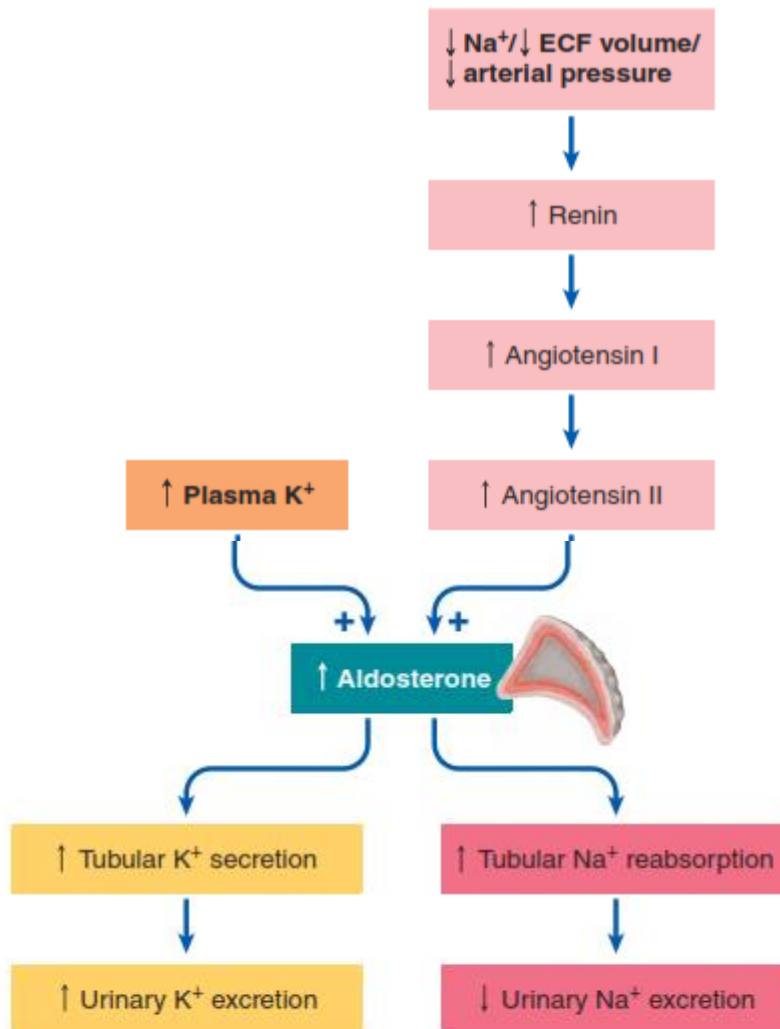 ↓ Na⁺/↓ ECF volume/
↓ arterial pressure
↑ Renin
↑ Angiotensin I
↑ Plasma K⁺
↑ Angiotensin II
+ +
↑ Aldosterone
↑ Tubular K⁺ secretion
↑ Tubular Na⁺ reabsorption
↑ Urinary K⁺ excretion
↓ Urinary Na⁺ excretion